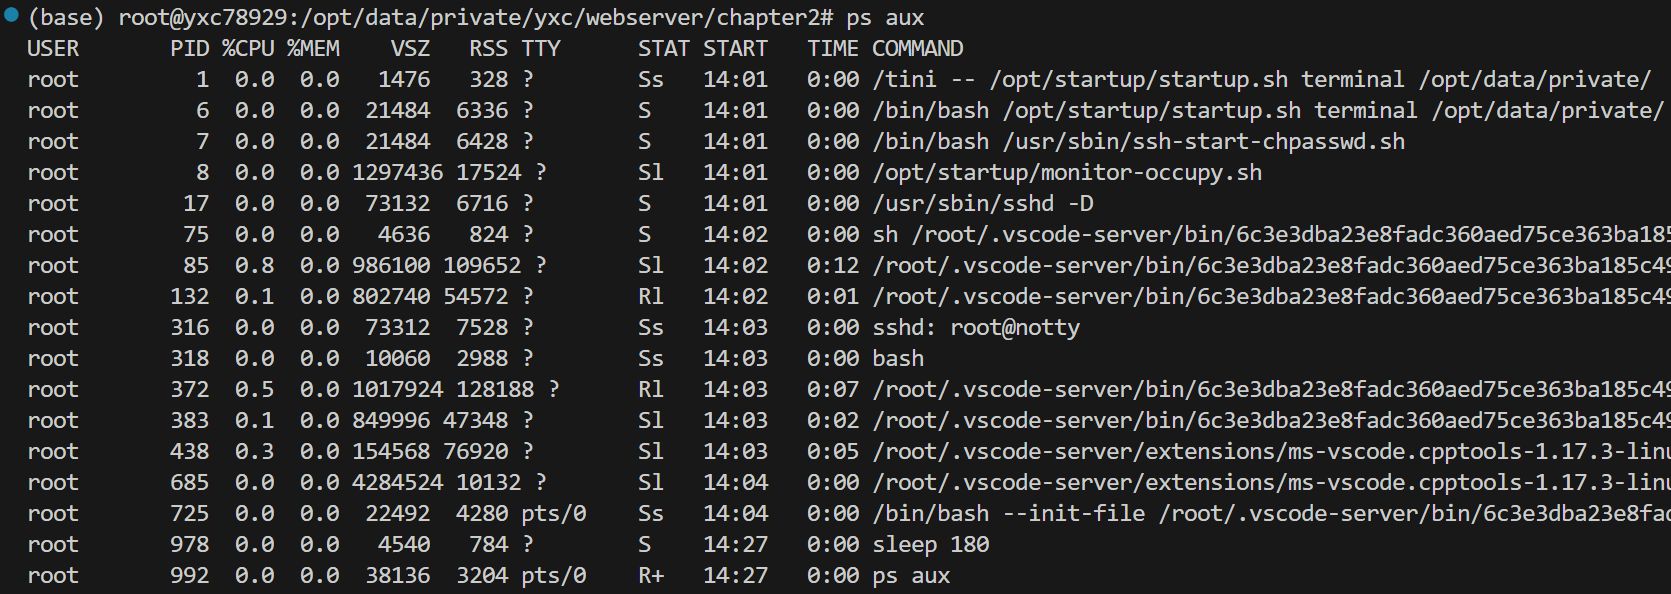 (base) root@yxc78929:/opt/data/private/yxc/webserver/chapter2# ps aux
USER PID %CPU %MEM VSZ RSS TTY STAT START TIME COMMAND
root 1 0.0 0.0 1476 328 ? Ss 14:01 0:00 /tini -- /opt/startup/startup.sh terminal /opt/data/private/
root 6 0.0 0.0 21484 6336 ? S 14:01 0:00 /bin/bash /opt/startup/startup.sh terminal /opt/data/private/
root 7 0.0 0.0 21484 6428 ? S 14:01 0:00 /bin/bash /usr/sbin/ssh-start-chpasswd.sh
root 8 0.0 0.0 1297436 17524 ? Sl 14:01 0:00 /opt/startup/monitor-occupy.sh
root 17 0.0 0.0 73132 6716 ? S 14:01 0:00 /usr/sbin/sshd -D
root 75 0.0 0.0 4636 824 ? S 14:02 0:00 sh /root/.vscode-server/bin/6c3e3dba23e8fadc360aed75ce363ba185
root 85 0.8 0.0 986100 109652 ? Sl 14:02 0:12 /root/.vscode-server/bin/6c3e3dba23e8fadc360aed75ce363ba185c49
root 132 0.1 0.0 802740 54572 ? Rl 14:02 0:01 /root/.vscode-server/bin/6c3e3dba23e8fadc360aed75ce363ba185c49
root 316 0.0 0.0 73312 7528 ? Ss 14:03 0:00 sshd: root@notty
root 318 0.0 0.0 10060 2988 ? Ss 14:03 0:00 bash
root 372 0.5 0.0 1017924 128188 ? Rl 14:03 0:07 /root/.vscode-server/bin/6c3e3dba23e8fadc360aed75ce363ba185c49
root 383 0.1 0.0 849996 47348 ? Sl 14:03 0:02 /root/.vscode-server/bin/6c3e3dba23e8fadc360aed75ce363ba185c49
root 438 0.3 0.0 154568 76920 ? Sl 14:03 0:05 /root/.vscode-server/extensions/ms-vscode.cpptools-1.17.3-linu
root 685 0.0 0.0 4284524 10132 ? Sl 14:04 0:00 /root/.vscode-server/extensions/ms-vscode.cpptools-1.17.3-linu
root 725 0.0 0.0 22492 4280 pts/0 Ss 14:04 0:00 /bin/bash --init-file /root/.vscode-server/bin/6c3e3dba23e8fad
root 978 0.0 0.0 4540 784 ? S 14:27 0:00 sleep 180
root 992 0.0 0.0 38136 3204 pts/0 R+ 14:27 0:00 ps aux